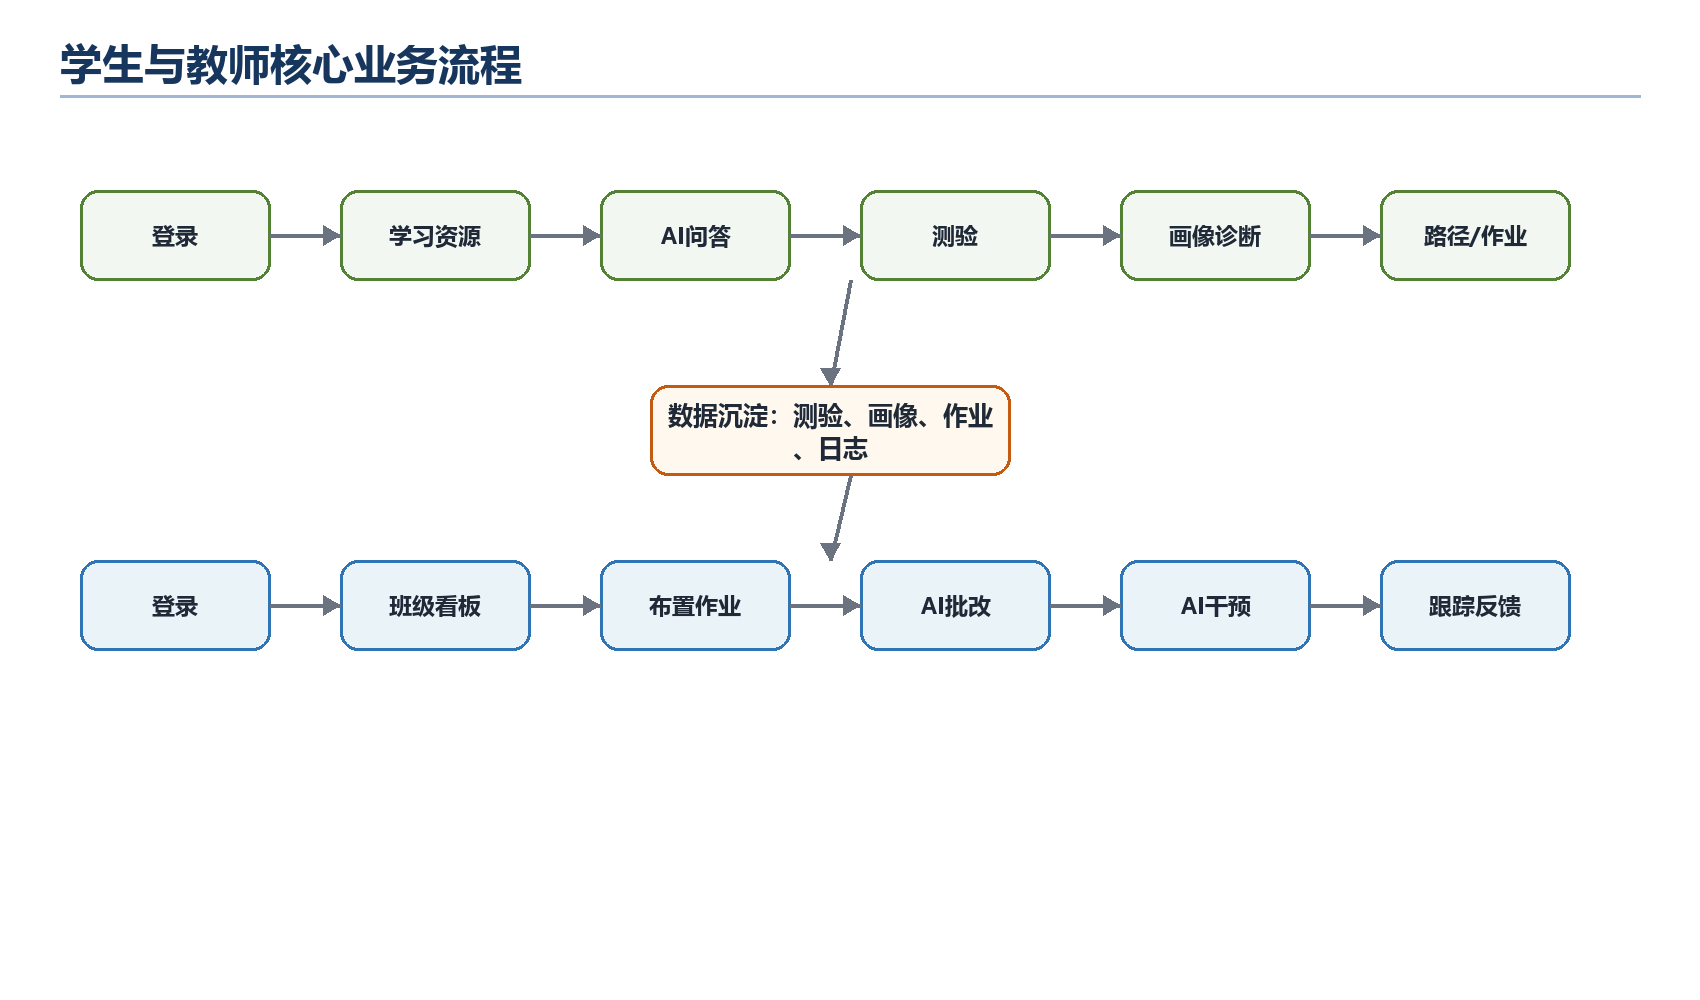 学生与教师核心业务流程
登录
学习资源
AI问答
测验
画像诊断
路径/作业
数据沉淀：测验、画像、作业
、日志
登录
班级看板
布置作业
AI批改
AI干预
跟踪反馈